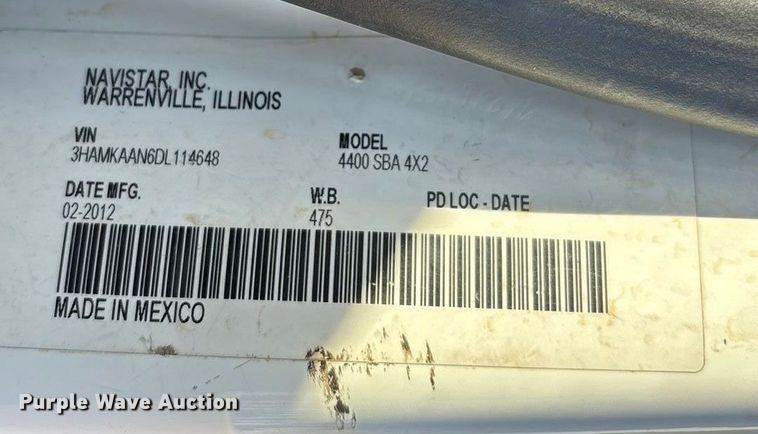 NAVISTAR, INC.
WARRENVILLE, ILLINOIS
VIN MODEL
3HAMKAAN6DL114648 4400 SBA 4X2
DATE MFG. W.B. PD LOC - DATE
02-2012 475
MADE IN MEXICO
Purple Wave Auction